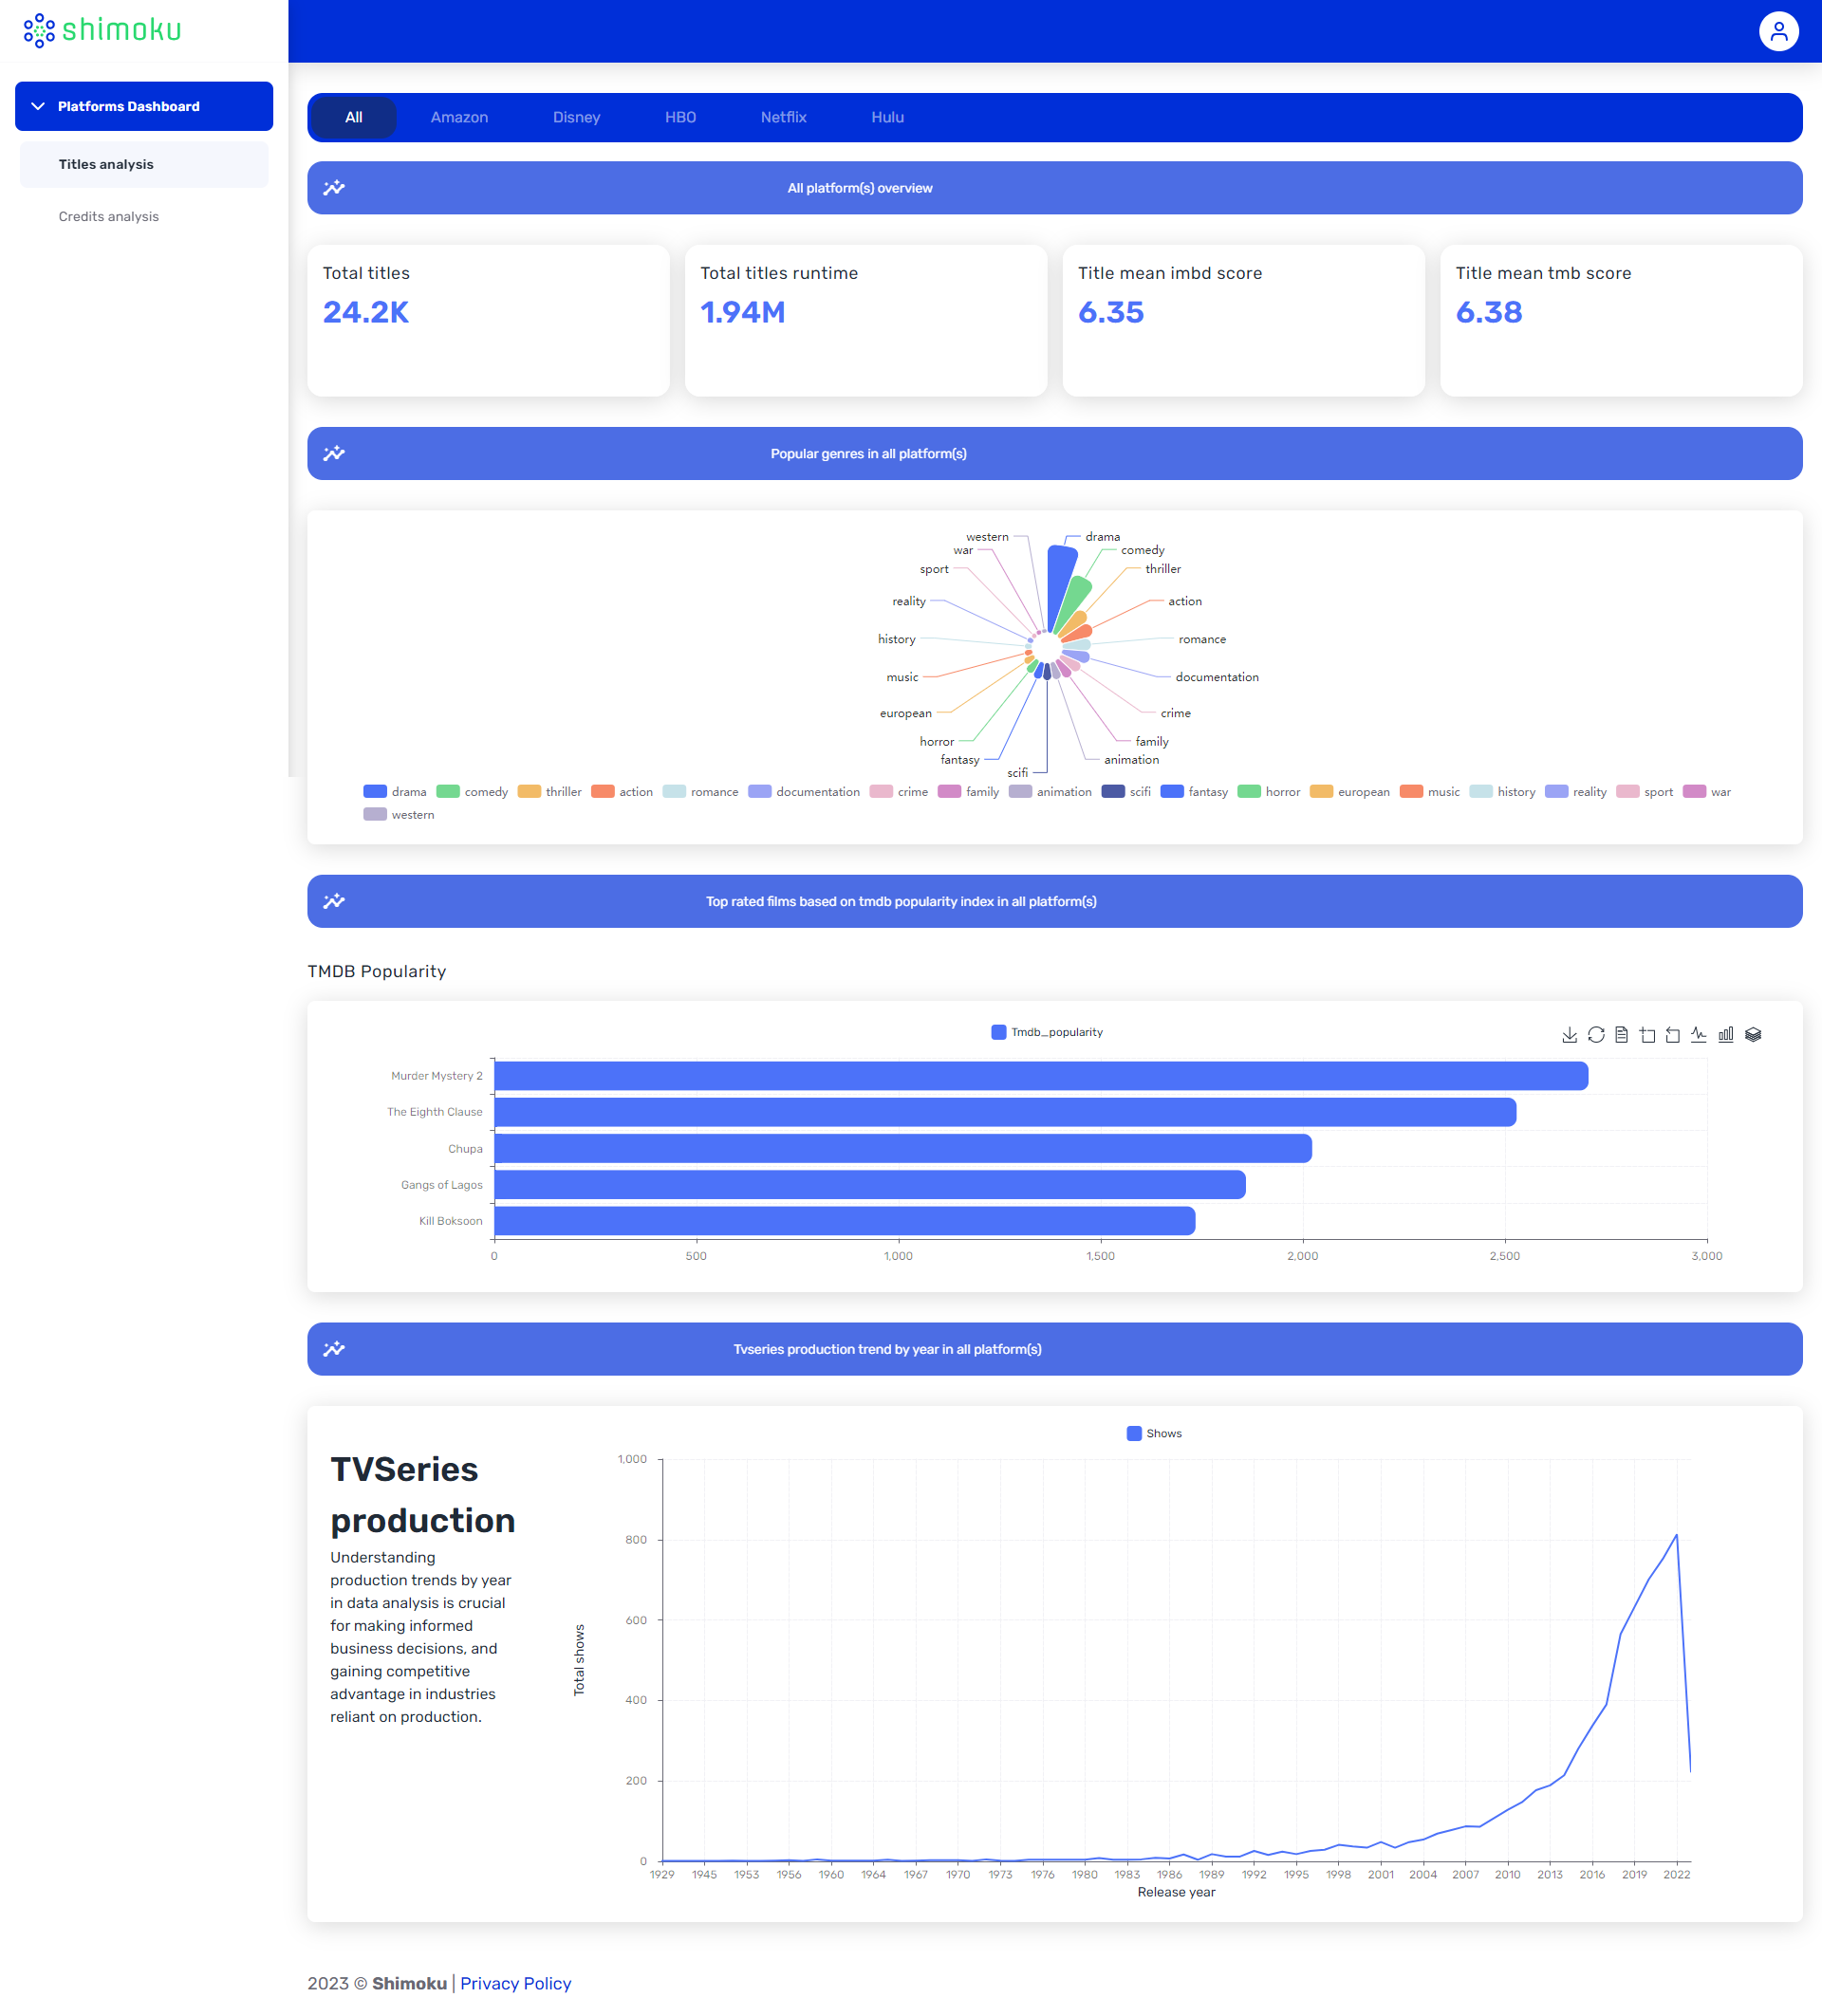 shimoku
Platforms Dashboard
Titles analysis
Credits analysis
All Amazon Disney HBO Netflix Hulu
All platform(s) overview
Total titles
24.2K
Total titles runtime
1.94M
Title mean imbd score
6.35
Title mean tmb score
6.38
Popular genres in all platform(s)
western drama
war comedy
sport thriller
reality action
history romance
music documentation
european crime
horror family
fantasy animation
scifi
drama comedy thriller action romance documentation crime family animation scifi fantasy horror european music history reality sport war
western
Top rated films based on tmdb popularity index in all platform(s)
TMDB Popularity
Tmdb_popularity
Murder Mystery 2
The Eighth Clause
Chupa
Gangs of Lagos
Kill Boksoon
0 500 1,000 1,500 2,000 2,500 3,000
Tvseries production trend by year in all platform(s)
TVSeries
production
Understanding
production trends by year
in data analysis is crucial
for making informed
business decisions, and
gaining competitive
advantage in industries
reliant on production.
Shows
1,000
800
600
400
200
0
Total shows
1929 1945 1953 1956 1960 1964 1967 1970 1973 1976 1980 1983 1986 1989 1992 1995 1998 2001 2004 2007 2010 2013 2016 2019 2022
Release year
2023 © Shimoku | Privacy Policy